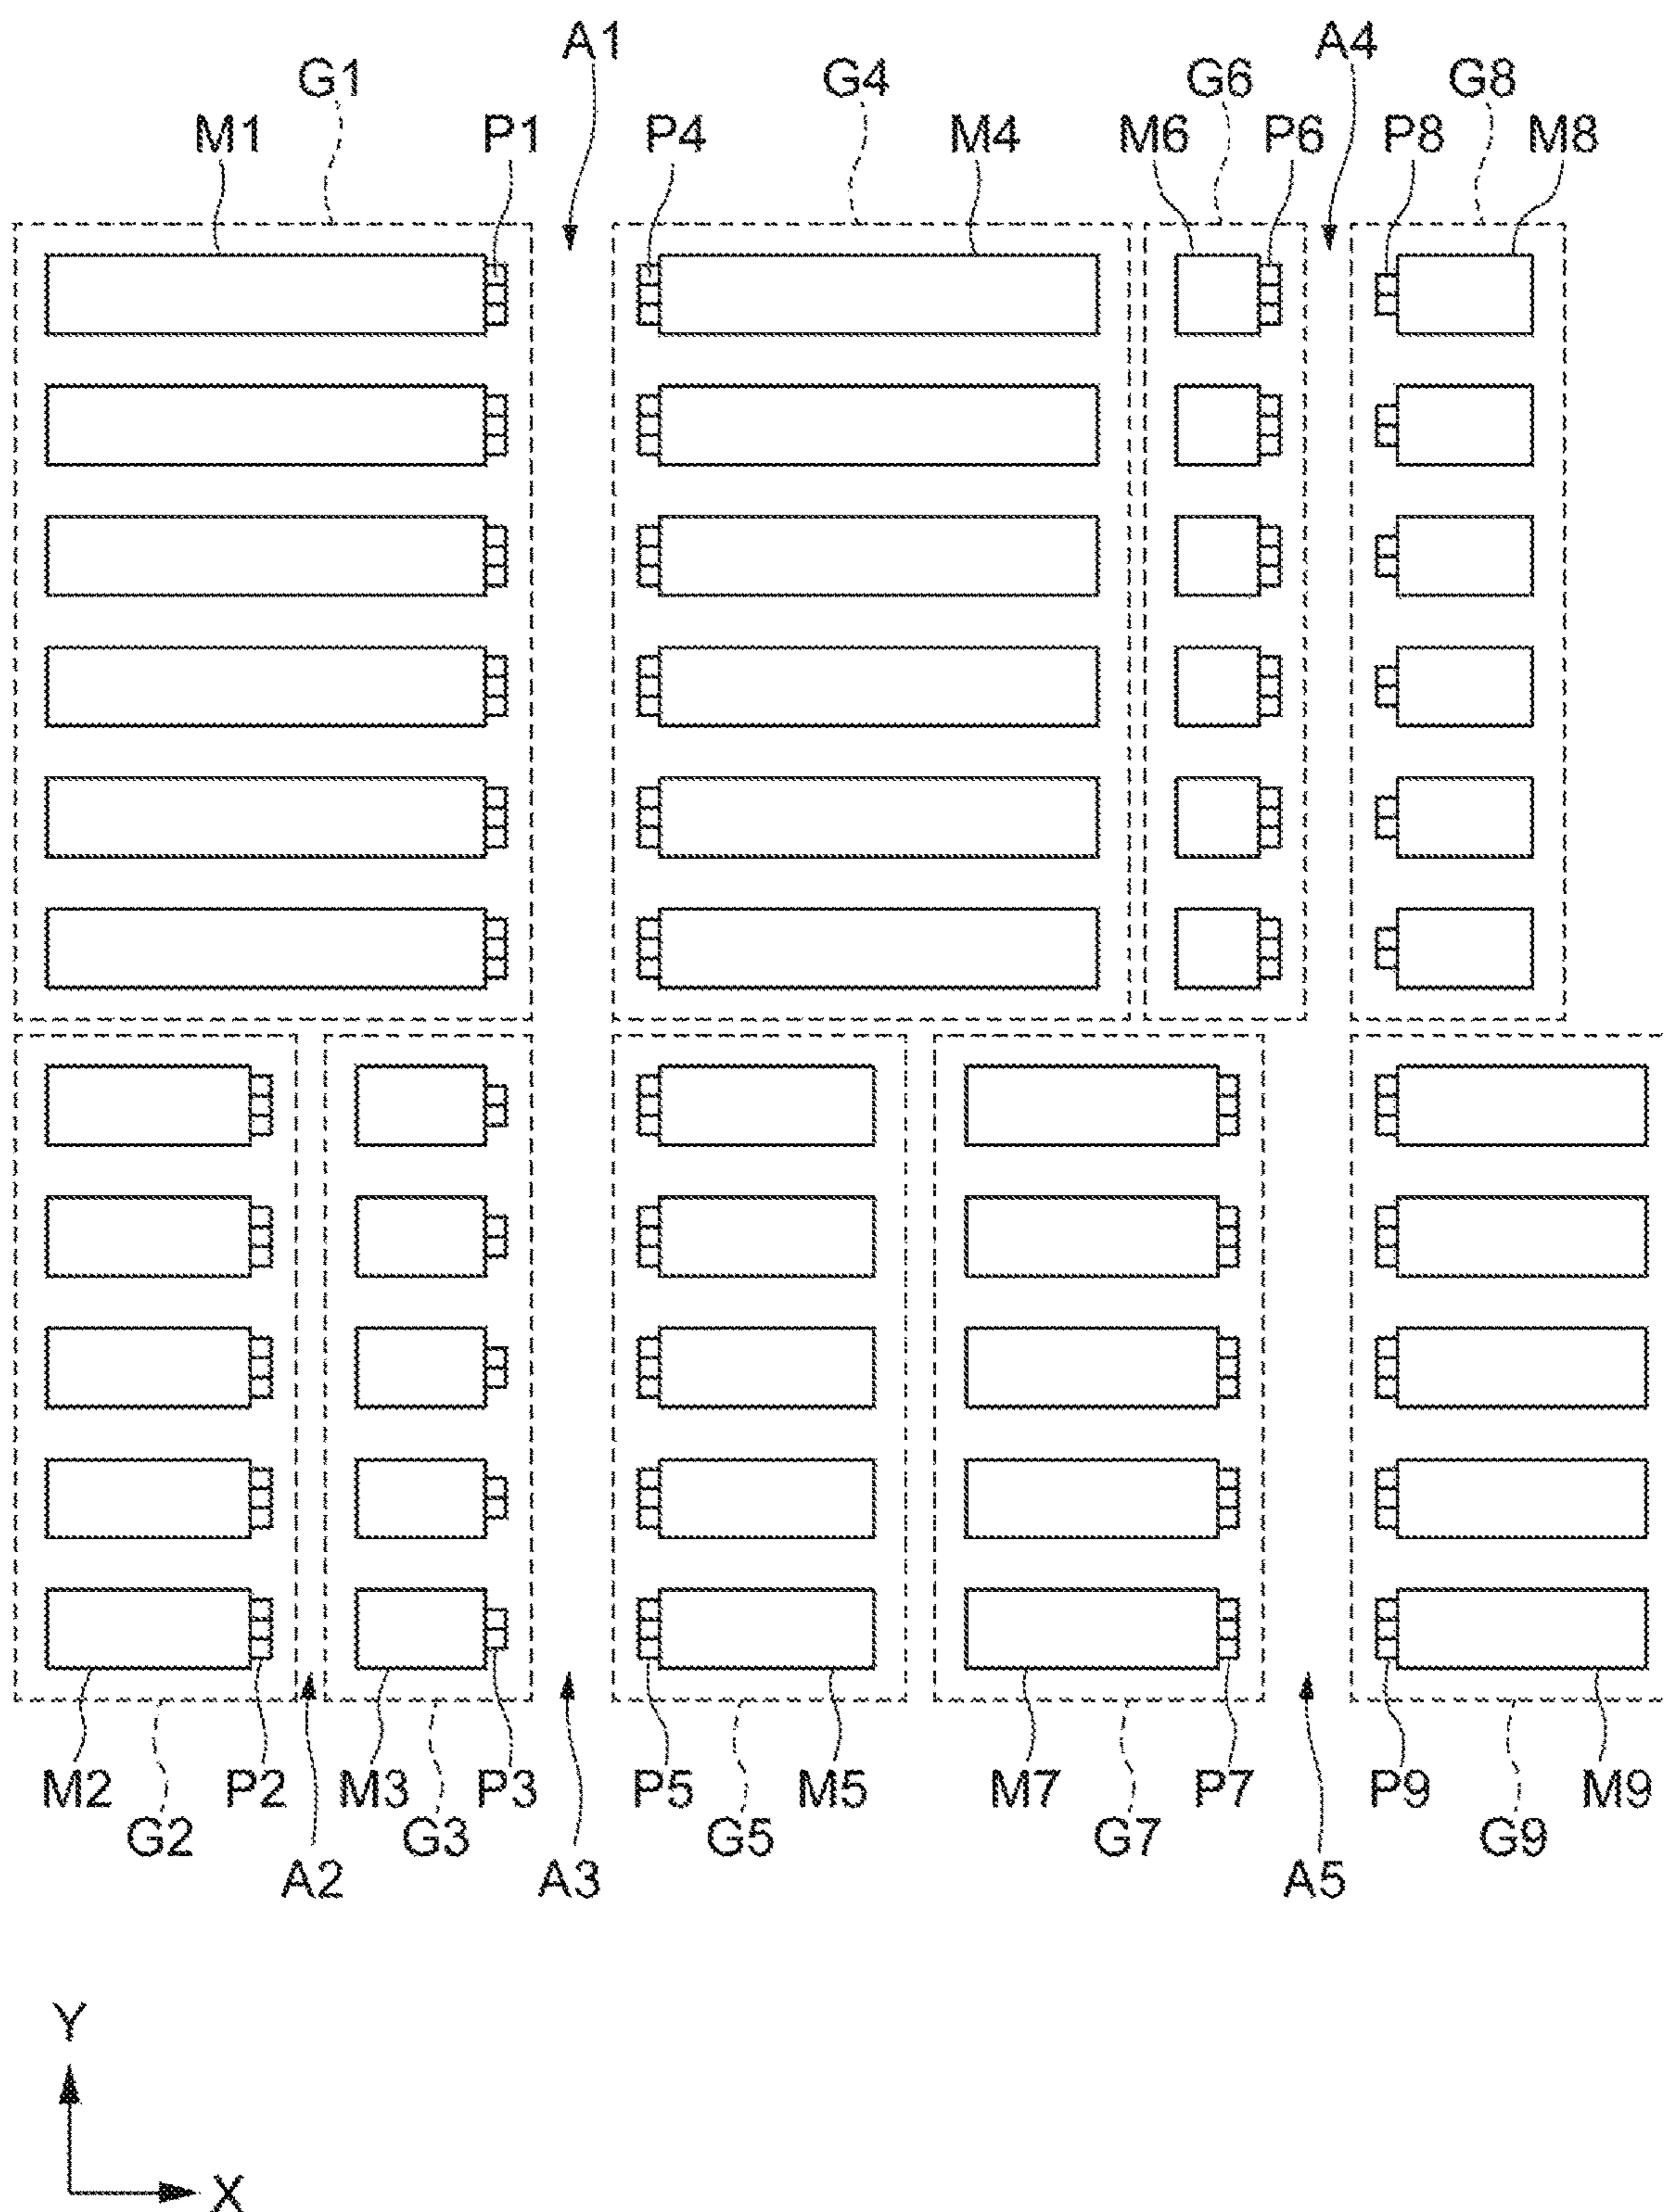 A1 A4
G1 G4 G6 G8
M1 P1 P4 M4 M6 P6 P8 M8
M2 P2 M3 P3 P5 M5 M7 P7 P9 M9
G2 G3 G5 G7 G9
A2 A3 A5
Y
X